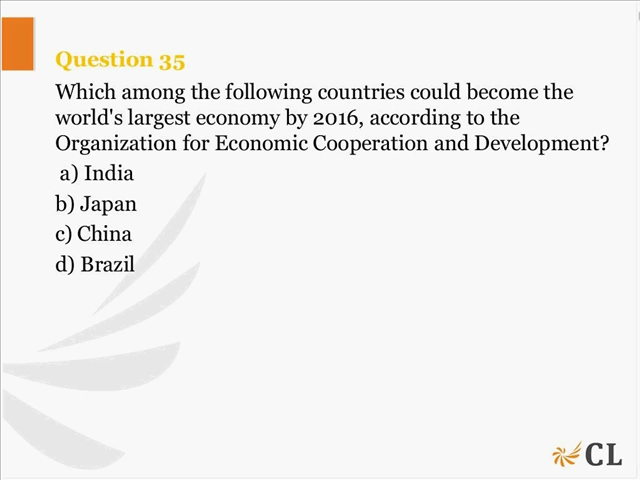 Question 35
Which among the following countries could become the
world's largest economy by 2016, according to the
Organization for Economic Cooperation and Development?
a) India
b) Japan
c) China
d) Brazil
CL